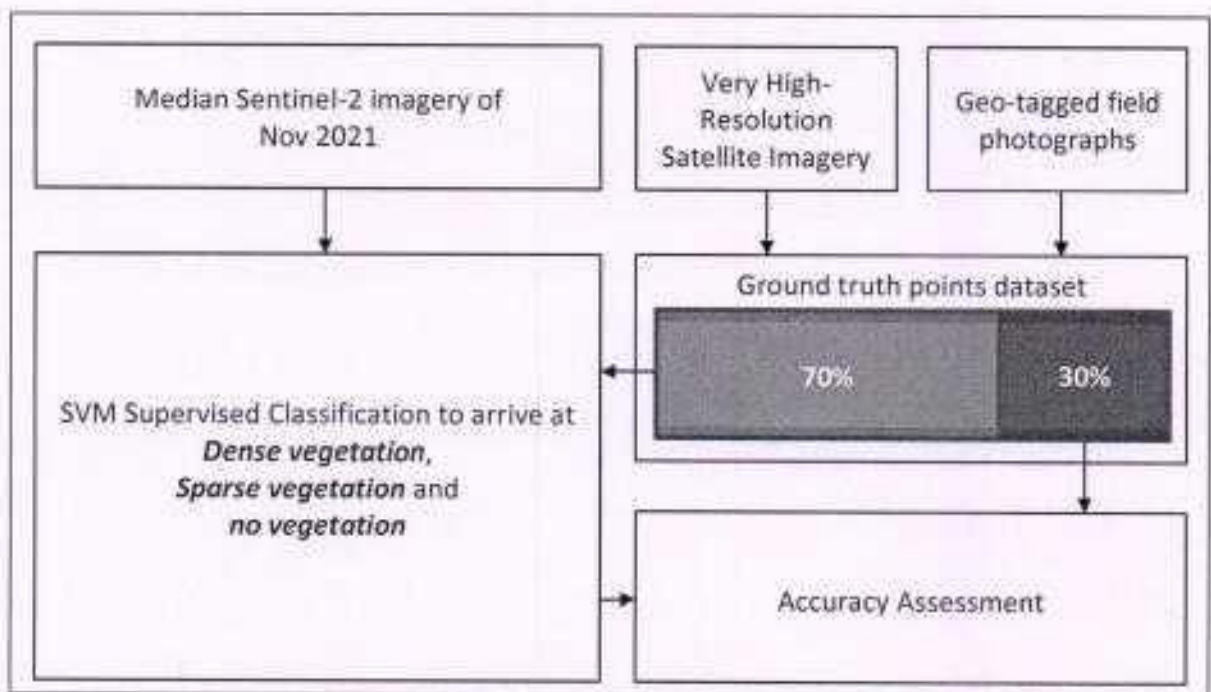 Median Sentinel-2 imagery of
Nov 2021
Very High-
Resolution
Satellite Imagery
Geo-tagged field
photographs
Ground truth points dataset
70%
30%
SVM Supervised Classification to arrive at
Dense vegetation,
Sparse vegetation and
no vegetation
Accuracy Assessment